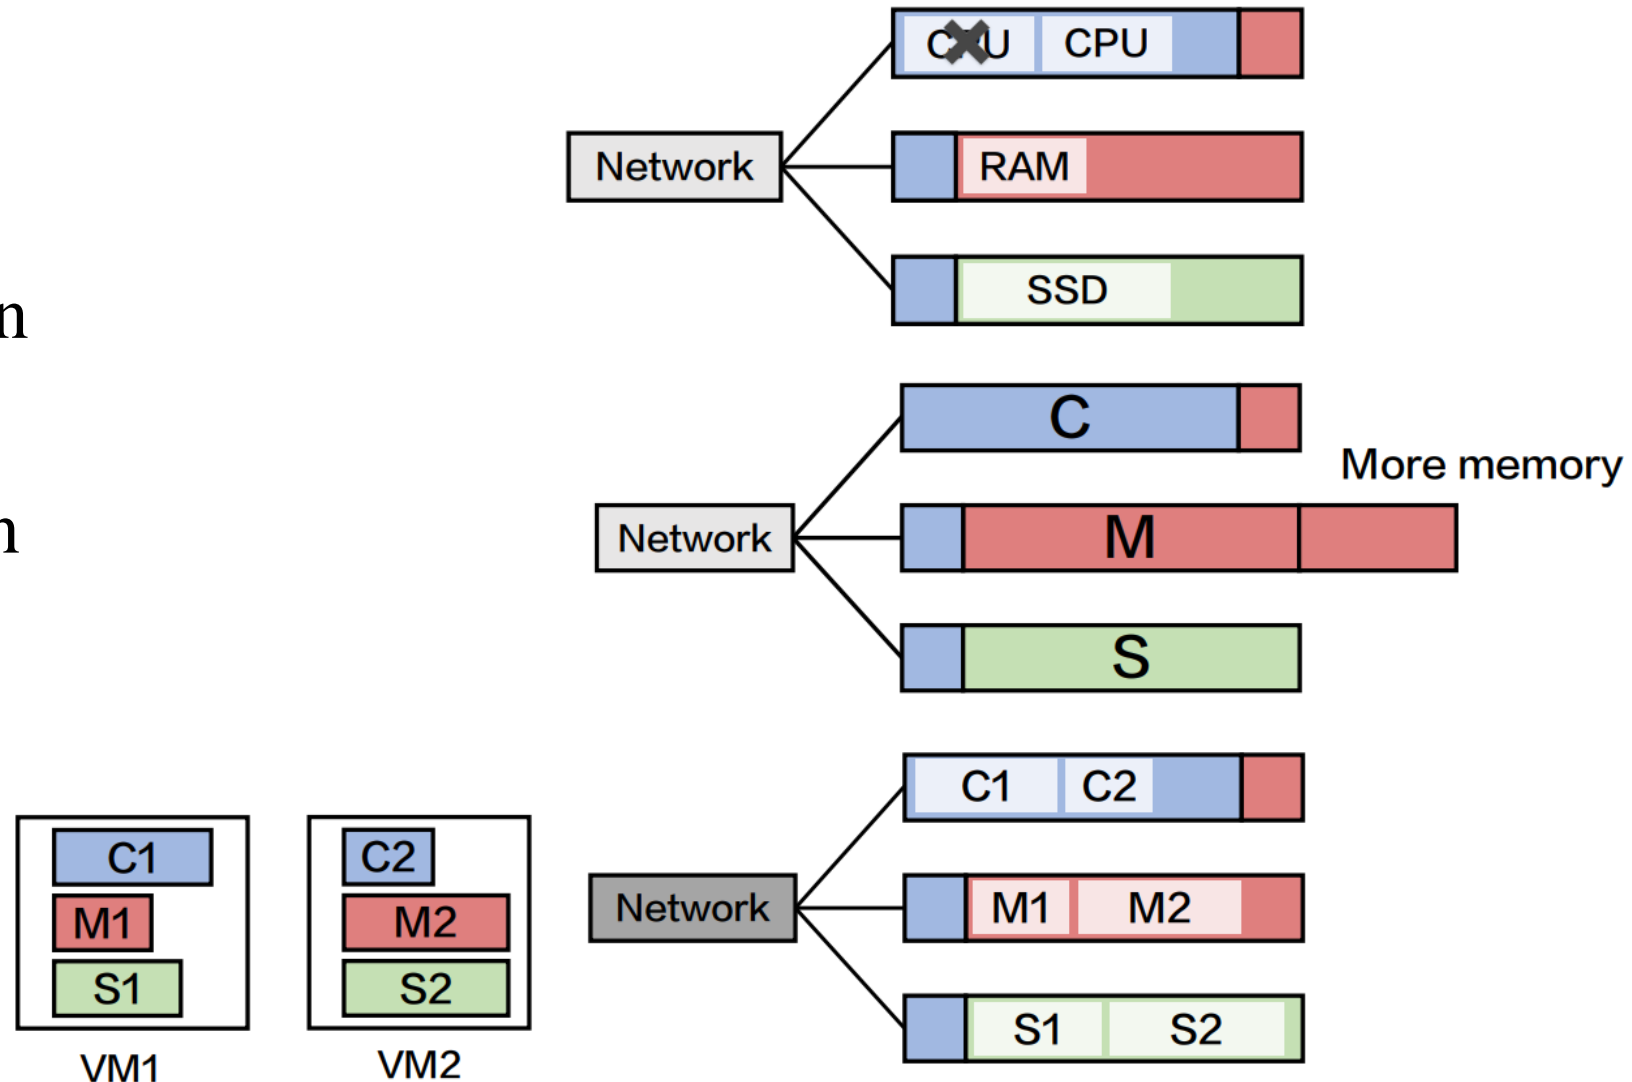 CPU CPU
Network
RAM
SSD
n
C
More memory
Network
M
n
S
C1 C2
C1
C2
Network
M1 M2
M1
M2
S1
S2
S1 S2
VM1
VM2